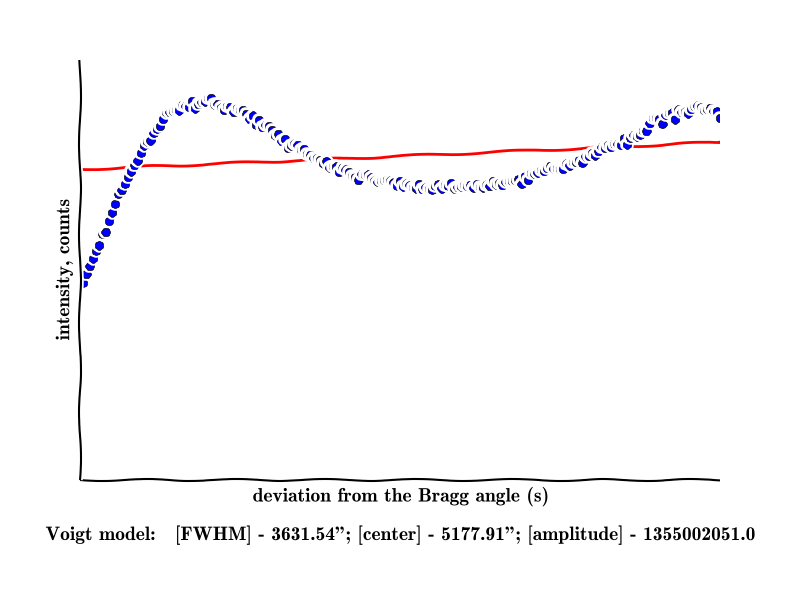 intensity, counts
deviation from the Bragg angle (s)
Voigt model: [FWHM] - 3631.54”; [center] - 5177.91”; [amplitude] - 1355002051.0